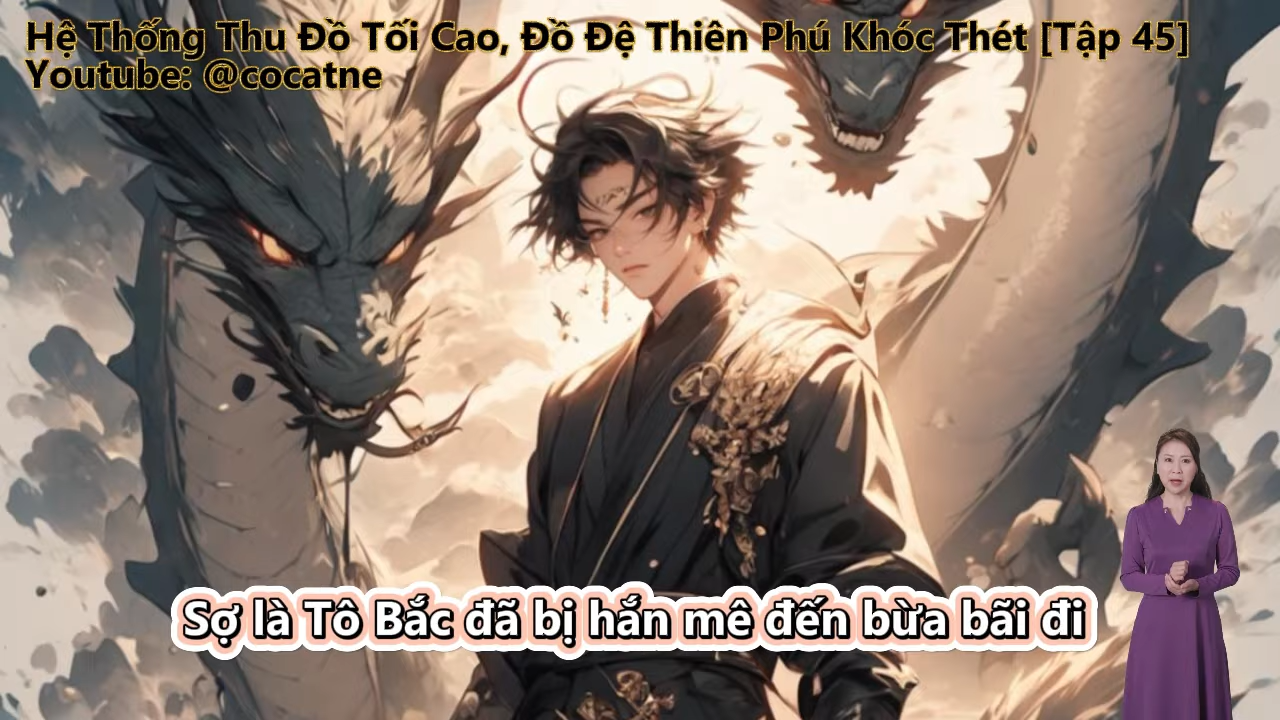 Hệ Thống Thu Đồ Tối Cao, Đồ Đệ Thiên Phú Khóc Thét [Tập 45]
Youtube: @cocatne
Sợ là Tô Bắc đã bị hắn mê đến bừa bãi đi